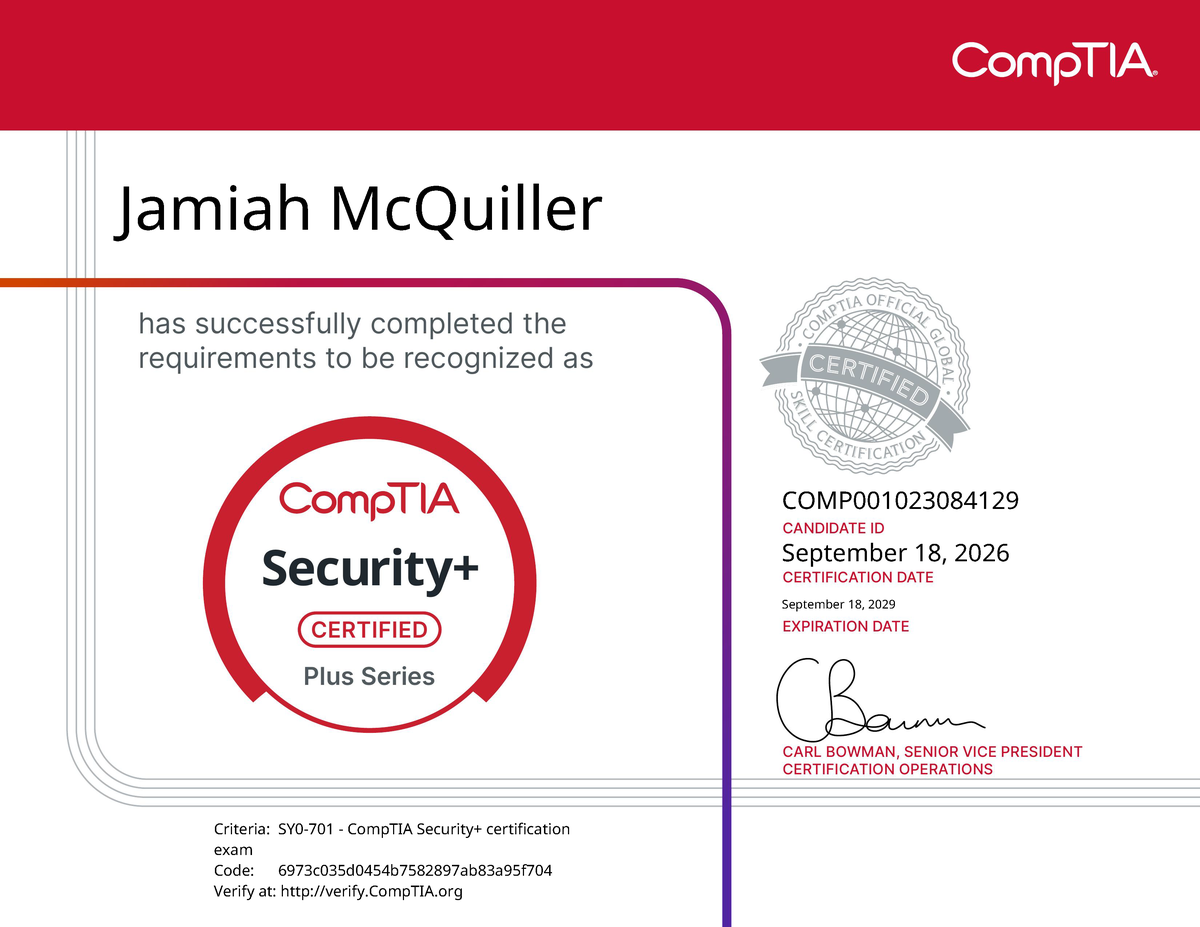 CompTIA®
Jamiah McQuiller
has successfully completed the
requirements to be recognized as
COMPTIA OFFICIAL GLOBAL
CERTIFIED
SKILL CERTIFICATION
CompTIA
Security+
CERTIFIED
Plus Series
COMP001023084129
CANDIDATE ID
September 18, 2026
CERTIFICATION DATE
September 18, 2029
EXPIRATION DATE
CBowman
CARL BOWMAN, SENIOR VICE PRESIDENT
CERTIFICATION OPERATIONS
Criteria: SY0-701 - CompTIA Security+ certification
exam
Code: 6973c035d0454b7582897ab83a95f704
Verify at: http://verify.CompTIA.org